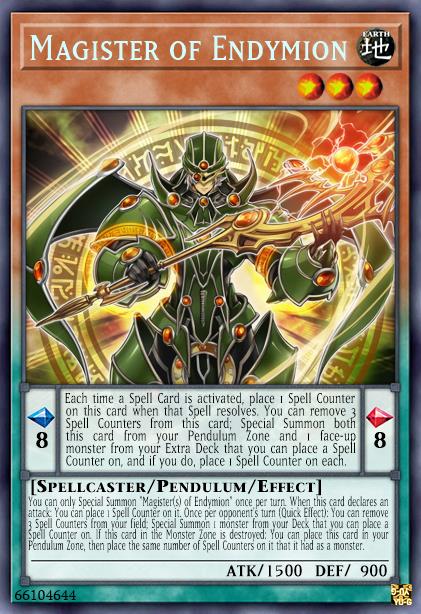 Magister of Endymion
EARTH
地
Each time a Spell Card is activated, place 1 Spell Counter
on this card when that Spell resolves. You can remove 3
Spell Counters from this card; Special Summon both
this card from your Pendulum Zone and 1 face-up
monster from your Extra Deck that you can place a
Spell Counter on, and if you do, place 1 Spell Counter on each.
8
8
[Spellcaster/Pendulum/Effect]
You can only Special Summon "Magister(s) of Endymion" once per turn. When this card declares an
attack: You can place 1 Spell Counter on it. Once per opponent's turn (Quick Effect): You can remove
3 Spell Counters from your field; Special Summon 1 monster from your Deck that you can place a
Spell Counter on. If this card in the Monster Zone is destroyed: You can place this card in
your Pendulum Zone, then place the same number of Spell Counters on it that it had as a monster.
ATK/1500 DEF/ 900
66104644